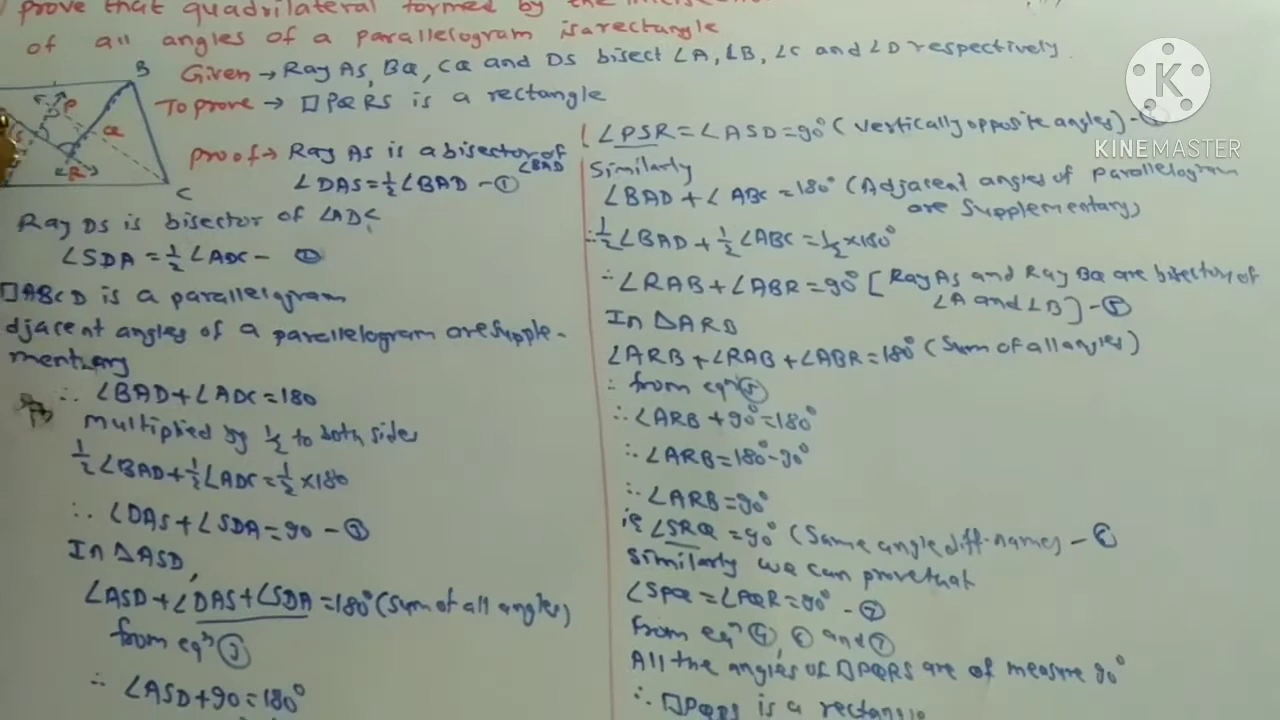 prove that quadrilateral formed by the
of all angles of a parallelogram is a rectangle
Given → Ray AS, BQ, CQ and DS bisect ∠A, ∠B, ∠C and ∠D respectively.
To prove → □PQRS is a rectangle
B
P
Q
R
C
Proof → Ray AS is a bisector of
∠BAD
∠DAS = ½ ∠BAD - ①
Ray DS is bisector of ∠ADC
∠SDA = ½ ∠ADC - ②
□ABCD is a parallelogram
djacent angles of a parallelogram are supple-
mentary
∴ ∠BAD + ∠ADC = 180
multiplied by ½ to both sides
½ ∠BAD + ½ ∠ADC = ½ × 180
∴ ∠DAS + ∠SDA = 90 - ③
In △ASD,
∠ASD + ∠DAS + ∠SDA = 180° (Sum of all angles)
from eqⁿ ③
∴ ∠ASD + 90 = 180°
∠PSR = ∠ASD = 90° (vertically opposite angles) - ④
Similarly
∠BAD + ∠ABC = 180° (Adjacent angles of parallelogram
are supplementary)
∴ ½ ∠BAD + ½ ∠ABC = ½ × 180°
∴ ∠RAB + ∠ABR = 90° [Ray AS and Ray BQ are bisector of
∠A and ∠B] - ⑤
In △ARB
∠ARB + ∠RAB + ∠ABR = 180° (Sum of all angles)
∴ from eqⁿ ⑤
∴ ∠ARB + 90° = 180°
∴ ∠ARB = 180° - 90°
∴ ∠ARB = 90°
ie ∠SRQ = 90° (Same angle diff. names) - ⑥
Similarly we can prove that
∠SPQ = ∠PQR = 90° - ⑦
From eqⁿ ④, ⑥ and ⑦
All the angles of □PQRS are of measure 90°
∴ □PQRS is a rectangle
K
KINEMASTER